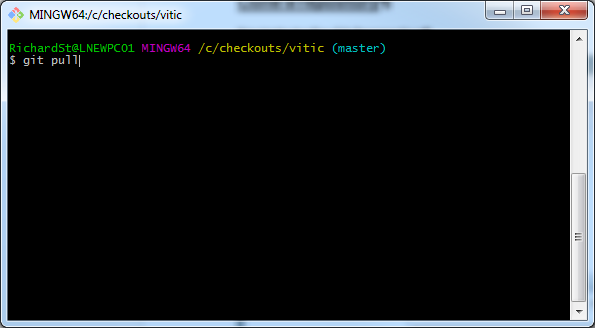 MINGW64:/c/checkouts/vitic
RichardSt@LNEWPC01 MINGW64 /c/checkouts/vitic (master)
$ git pull